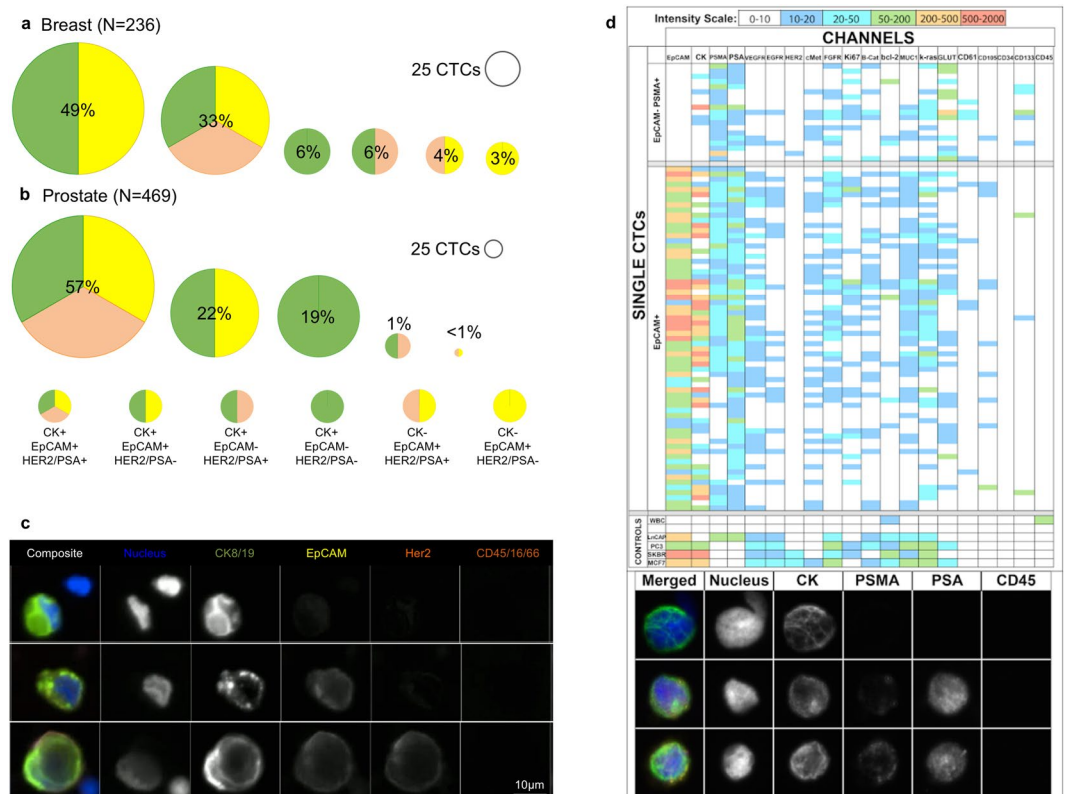 a Breast (N=236)
25 CTCs
49%
33%
6%
6%
4%
3%
b Prostate (N=469)
25 CTCs
57%
22%
19%
1%
<1%
CK+ EpCAM+ HER2/PSA+
CK+ EpCAM+ HER2/PSA-
CK+ EpCAM- HER2/PSA+
CK+ EpCAM- HER2/PSA-
CK- EpCAM+ HER2/PSA+
CK- EpCAM+ HER2/PSA-
c
Composite Nucleus CK8/19 EpCAM Her2 CD45/16/66
10µm
d
Intensity Scale: 0-10 10-20 20-50 50-200 200-500 500-2000
CHANNELS
EpCAM CK PSMA PSA VEGFR EGFR HER2 cMet FGFR Ki67 B-Cat bcl-2 MUC1 k-ras GLUT CD61 CD105 CD34 CD133 CD45
SINGLE CTCs
EpCAM- PSMA+
EpCAM+
CONTROLS
WBC
LnCAP
PC3
SKBR
MCF7
Merged Nucleus CK PSMA PSA CD45